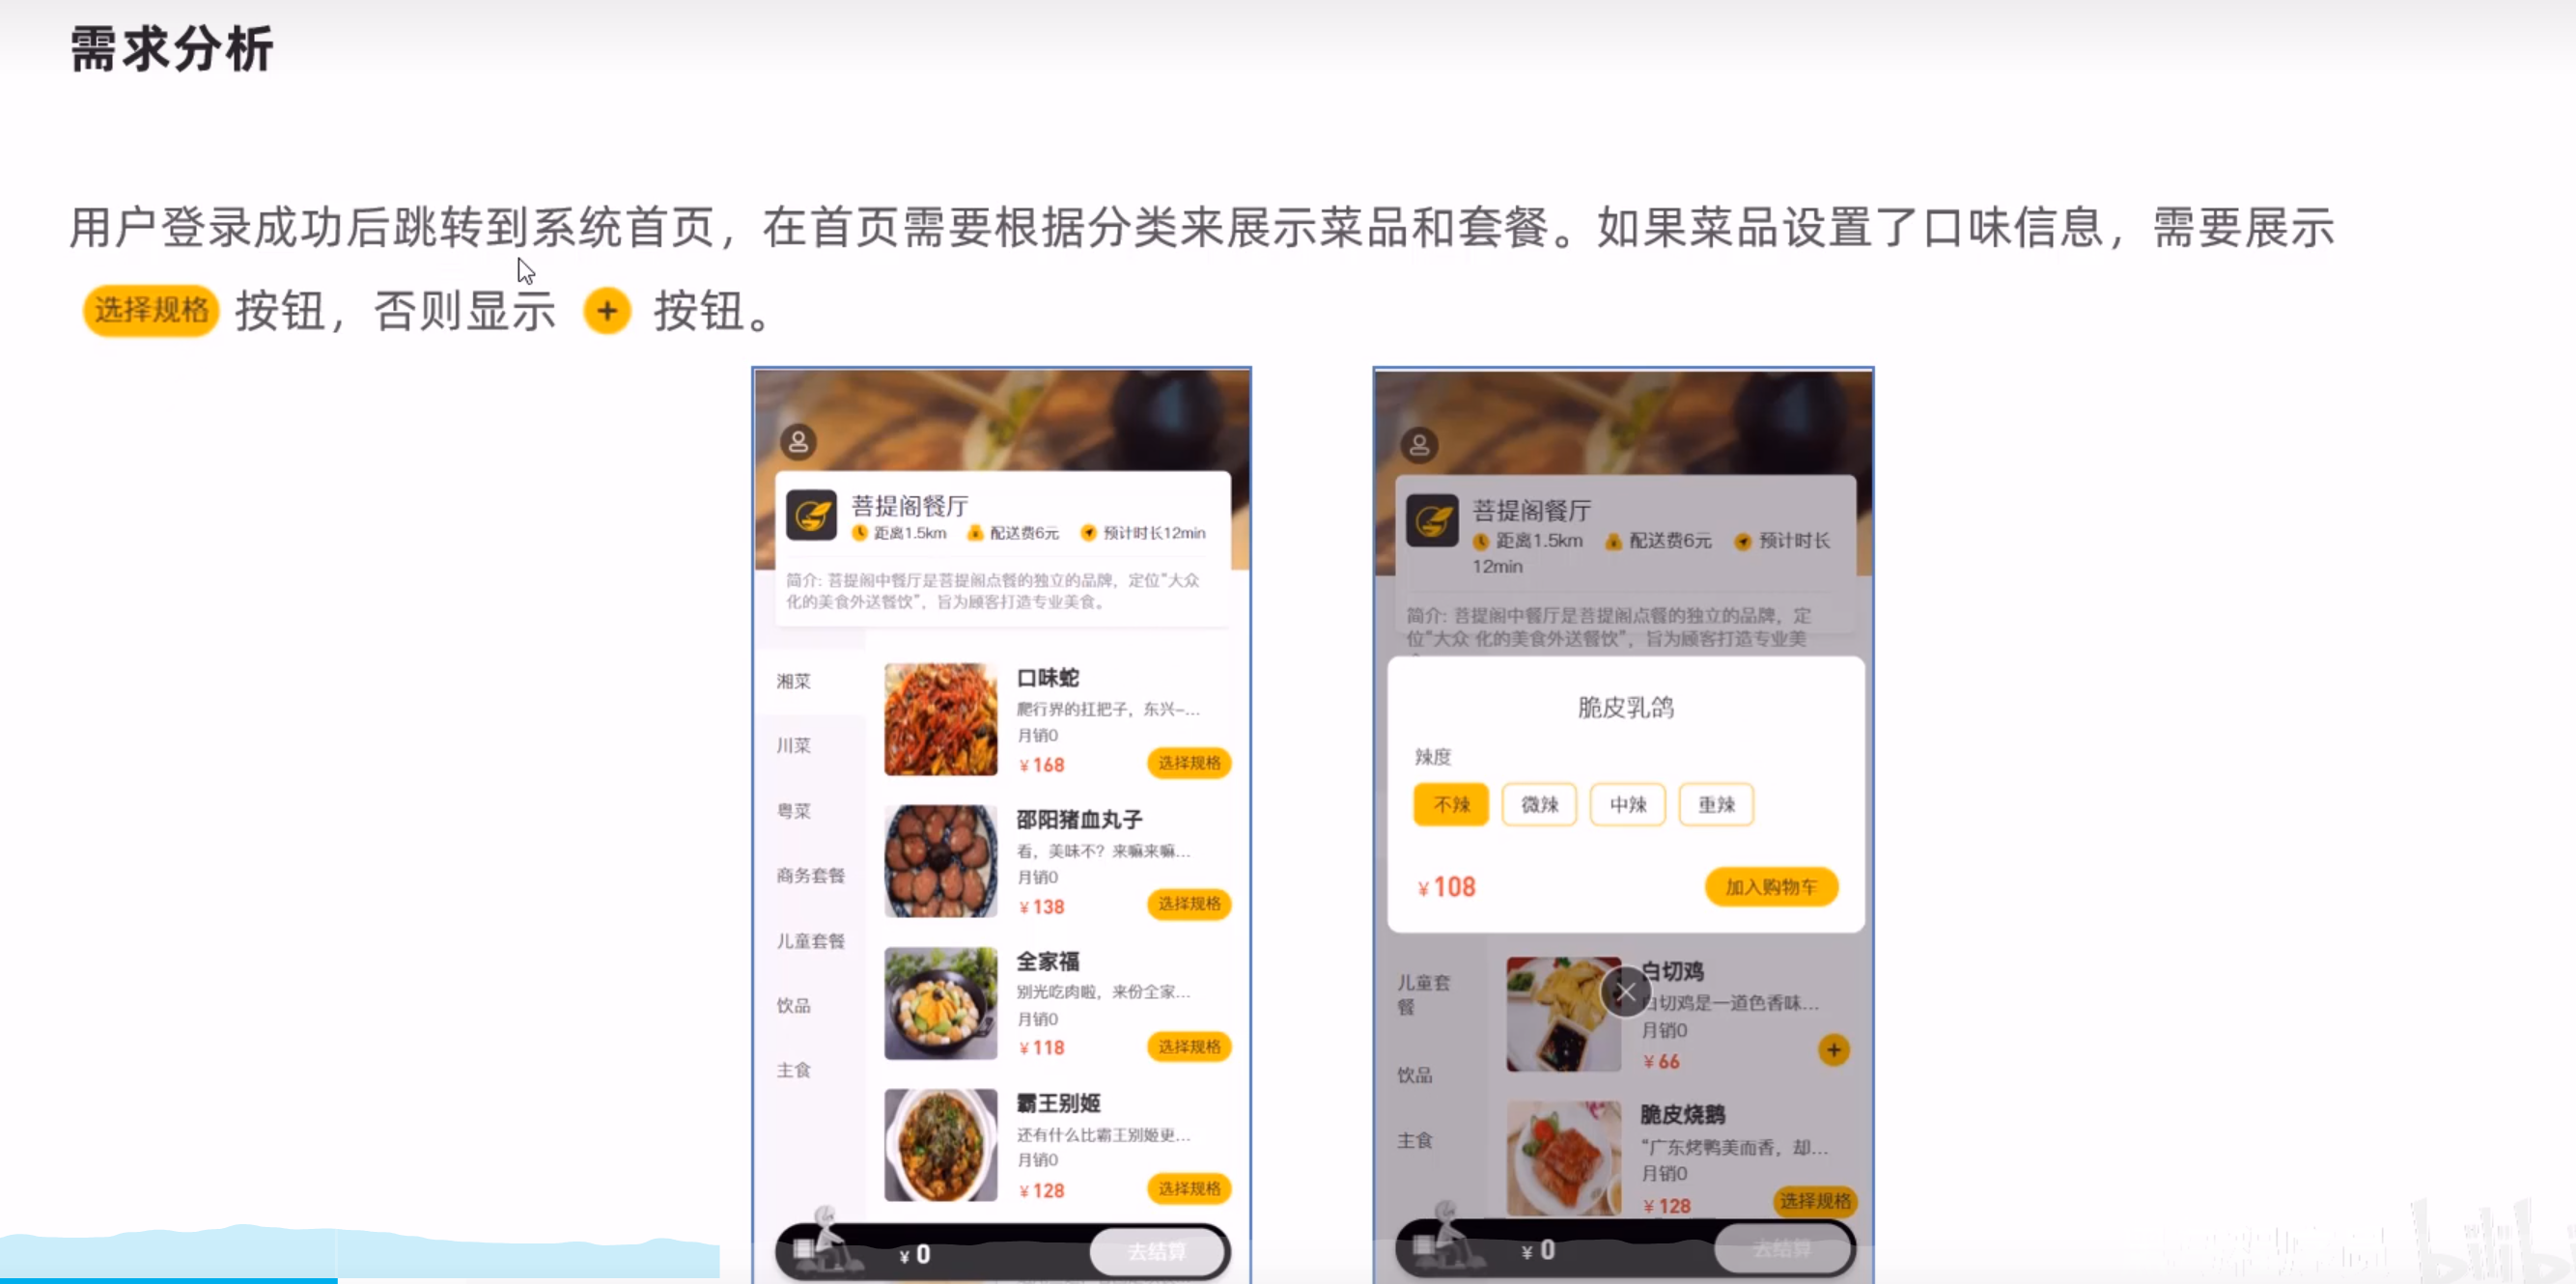 需求分析
用户登录成功后跳转到系统首页，在首页需要根据分类来展示菜品和套餐。如果菜品设置了口味信息，需要展示
选择规格 按钮，否则显示 + 按钮。
菩提阁餐厅
距离1.5km 配送费6元 预计时长12min
简介: 菩提阁中餐厅是菩提阁点餐的独立的品牌，定位“大众
化的美食外送餐饮”，旨为顾客打造专业美食。
湘菜
川菜
粤菜
商务套餐
儿童套餐
饮品
主食
口味蛇
爬行界的扛把子，东兴-...
月销0
¥168
选择规格
邵阳猪血丸子
看，美味不？来嘛来嘛...
月销0
¥138
选择规格
全家福
别光吃肉啦，来份全家...
月销0
¥118
选择规格
霸王别姬
还有什么比霸王别姬更...
月销0
¥128
选择规格
¥0
去结算
菩提阁餐厅
距离1.5km 配送费6元 预计时长
12min
简介: 菩提阁中餐厅是菩提阁点餐的独立的品牌，定
位“大众 化的美食外送餐饮”，旨为顾客打造专业美
脆皮乳鸽
辣度
不辣 微辣 中辣 重辣
¥108
加入购物车
儿童套
餐
饮品
主食
白切鸡
白切鸡是一道色香味...
月销0
¥66
+
脆皮烧鹅
“广东烤鸭美而香，却...
月销0
¥128
选择规格
¥0
去结算